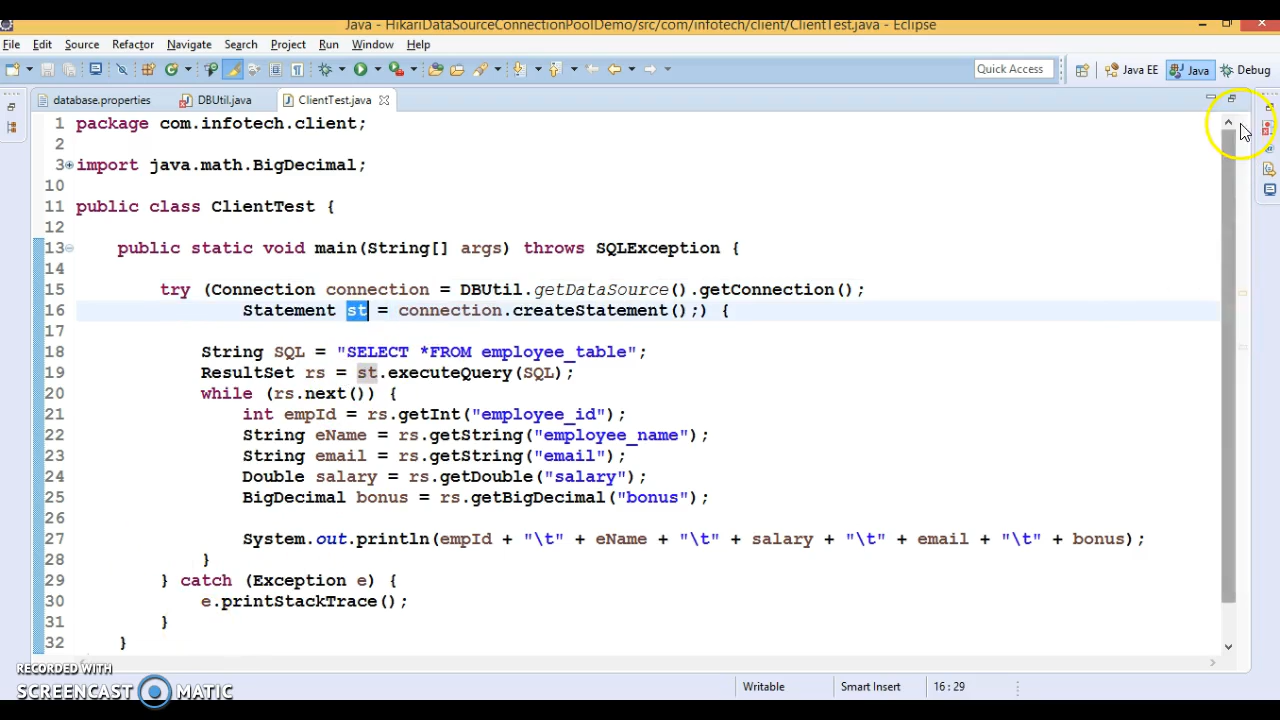 Java - HikariDataSourceConnectionPoolDemo/src/com/infotech/client/ClientTest.java - Eclipse
File Edit Source Refactor Navigate Search Project Run Window Help
Quick Access Java EE Java Debug
database.properties DBUtil.java ClientTest.java
1 package com.infotech.client;
2
3 import java.math.BigDecimal;
10
11 public class ClientTest {
12
13 public static void main(String[] args) throws SQLException {
14
15 try (Connection connection = DBUtil.getDataSource().getConnection();
16 Statement st = connection.createStatement();) {
17
18 String SQL = "SELECT *FROM employee_table";
19 ResultSet rs = st.executeQuery(SQL);
20 while (rs.next()) {
21 int empId = rs.getInt("employee_id");
22 String eName = rs.getString("employee_name");
23 String email = rs.getString("email");
24 Double salary = rs.getDouble("salary");
25 BigDecimal bonus = rs.getBigDecimal("bonus");
26
27 System.out.println(empId + "\t" + eName + "\t" + salary + "\t" + email + "\t" + bonus);
28 }
29 } catch (Exception e) {
30 e.printStackTrace();
31 }
32 }
RECORDED WITH
SCREENCAST MATIC
Writable Smart Insert 16 : 29